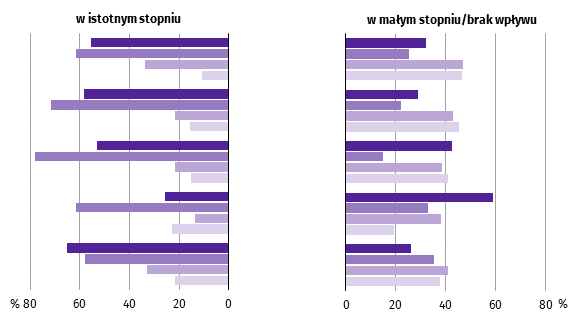 w istotnym stopniu
w małym stopniu/brak wpływu
% 80 60 40 20 0
0 20 40 60 80 %